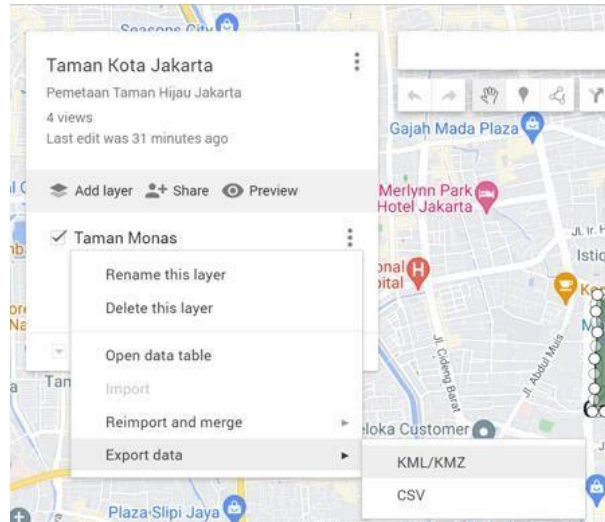 Seasons City
Taman Kota Jakarta
Pemetaan Taman Hijau Jakarta
4 views
Last edit was 31 minutes ago
Gajah Mada Plaza
Add layer
Share
Preview
Merlynn Park
Hotel Jakarta
Taman Monas
Rename this layer
Delete this layer
Open data table
Import
Reimport and merge
Export data
KML/KMZ
CSV
Jl. Cideng Barat
Jl. Abdul Muis
Plaza Slipi Jaya
Customer